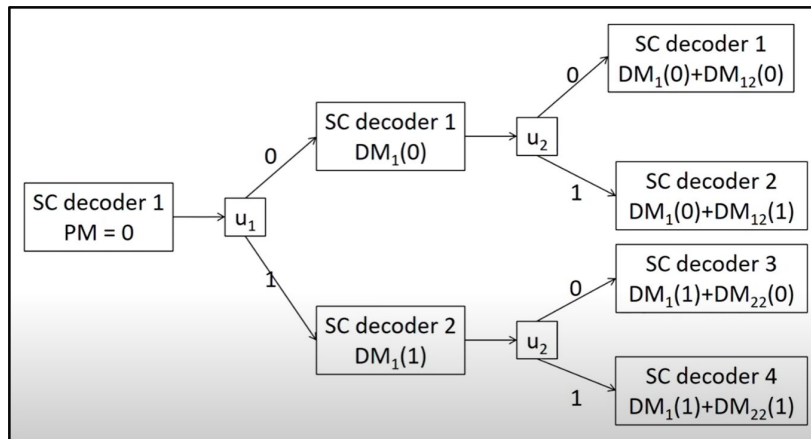 SC decoder 1
PM = 0
u₁
0
1
SC decoder 1
DM₁(0)
SC decoder 2
DM₁(1)
u₂
0
1
u₂
0
1
SC decoder 1
DM₁(0)+DM₁₂(0)
SC decoder 2
DM₁(0)+DM₁₂(1)
SC decoder 3
DM₁(1)+DM₂₂(0)
SC decoder 4
DM₁(1)+DM₂₂(1)